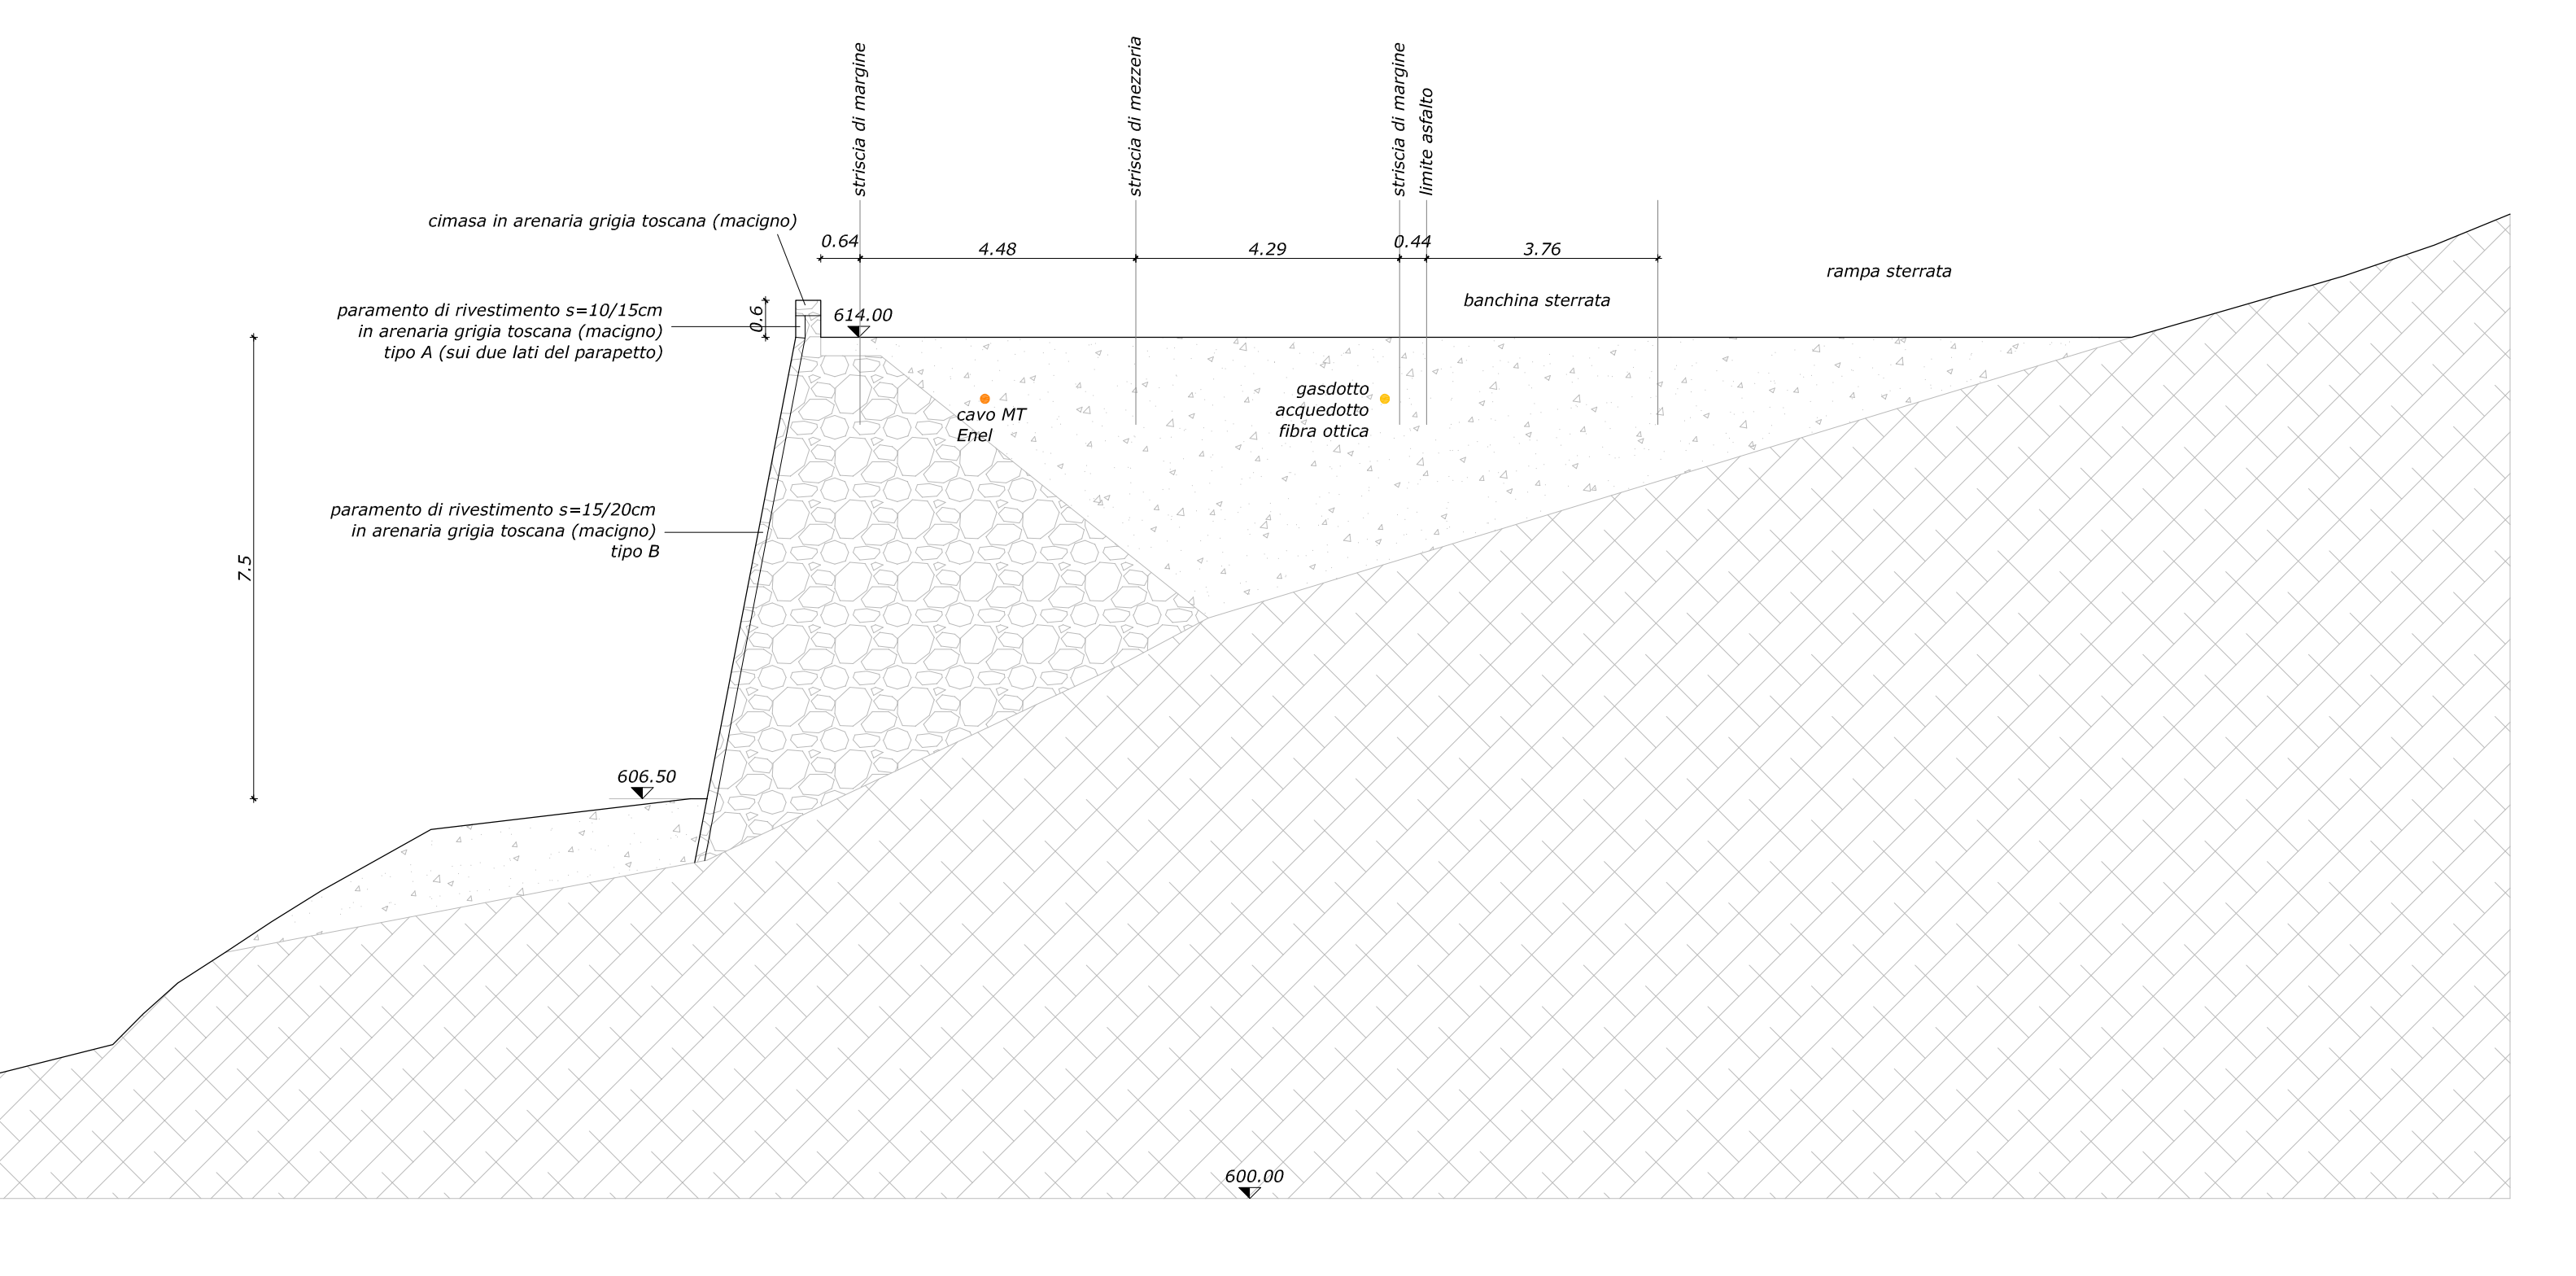 striscia di margine
striscia di mezzeria
striscia di margine
limite asfalto
cimasa in arenaria grigia toscana (macigno)
0.64
4.48
4.29
0.44
3.76
rampa sterrata
banchina sterrata
paramento di rivestimento s=10/15cm
in arenaria grigia toscana (macigno)
tipo A (sui due lati del parapetto)
0.6
614.00
cavo MT
Enel
gasdotto
acquedotto
fibra ottica
paramento di rivestimento s=15/20cm
in arenaria grigia toscana (macigno)
tipo B
7.5
606.50
600.00